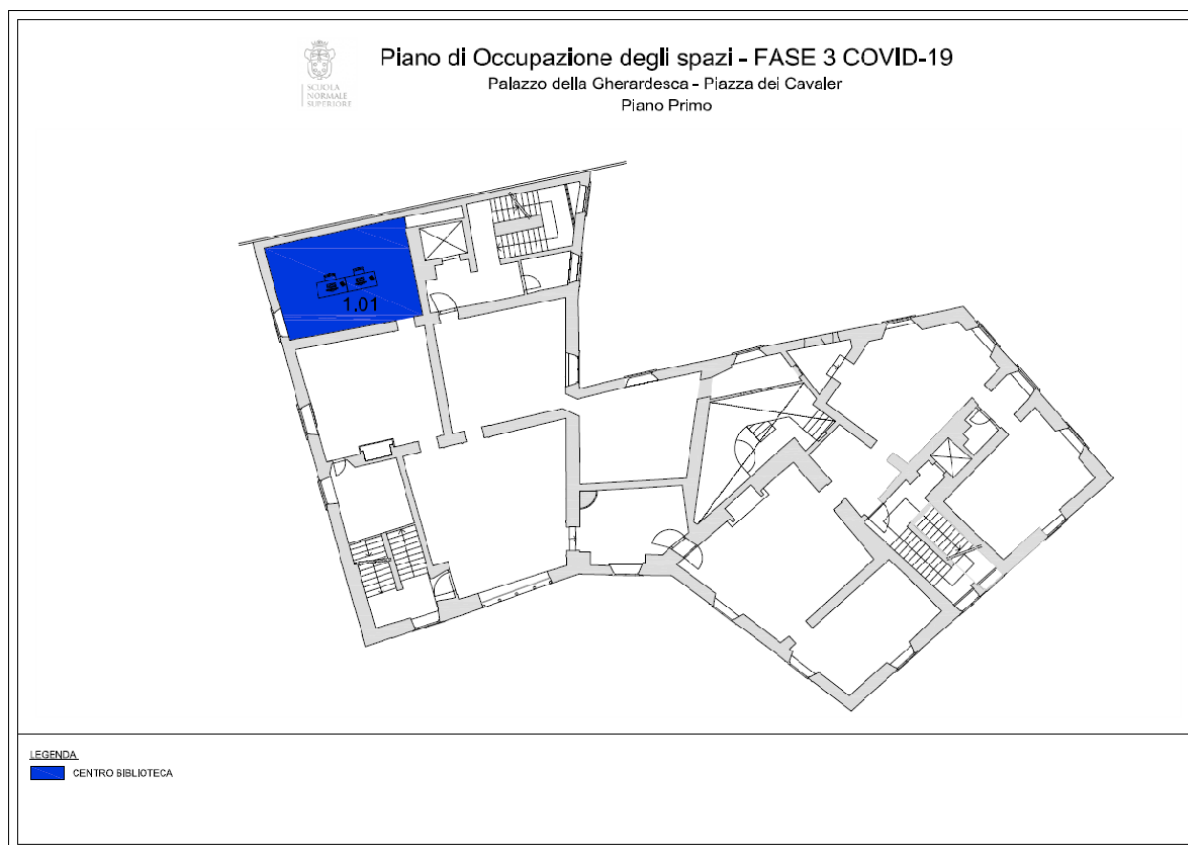 SCUOLA
NORMALE
SUPERIORE
Piano di Occupazione degli spazi - FASE 3 COVID-19
Palazzo della Gherardesca - Piazza dei Cavaler
Piano Primo
1.01
LEGENDA
CENTRO BIBLIOTECA